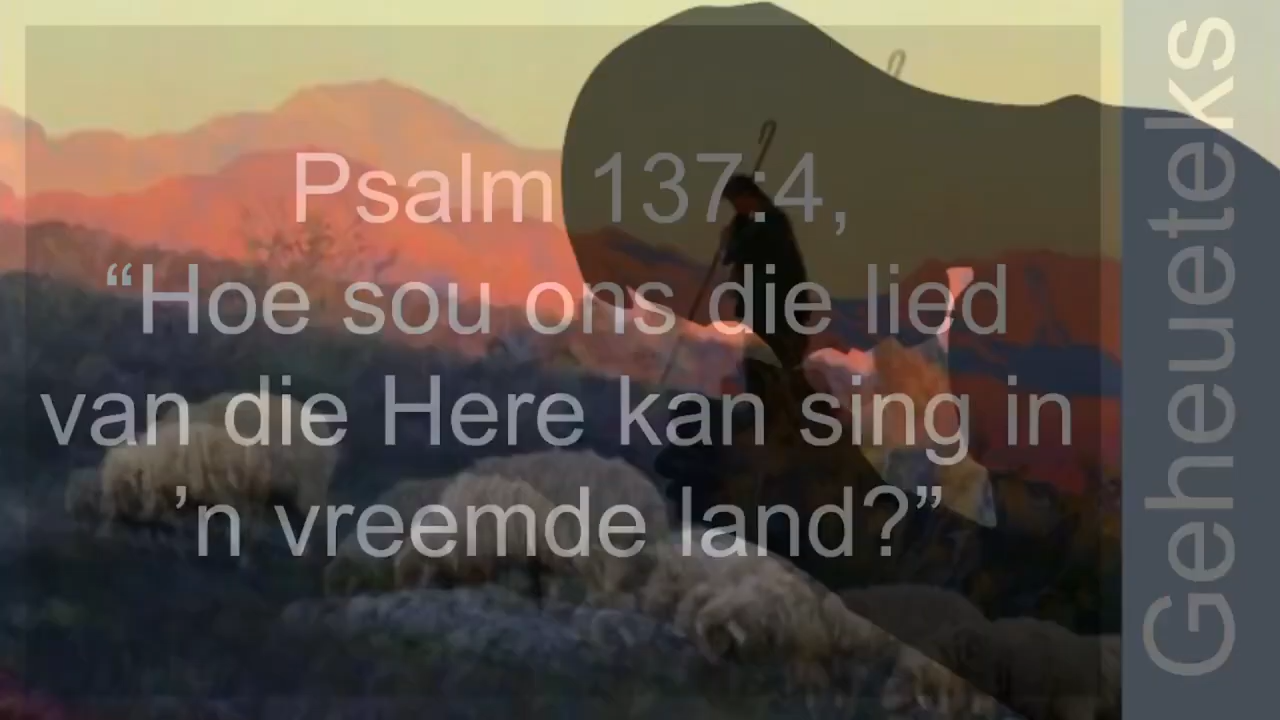 Psalm 137:4,
“Hoe sou ons die lied
van die Here kan sing in
’n vreemde land?”
Geheueteks